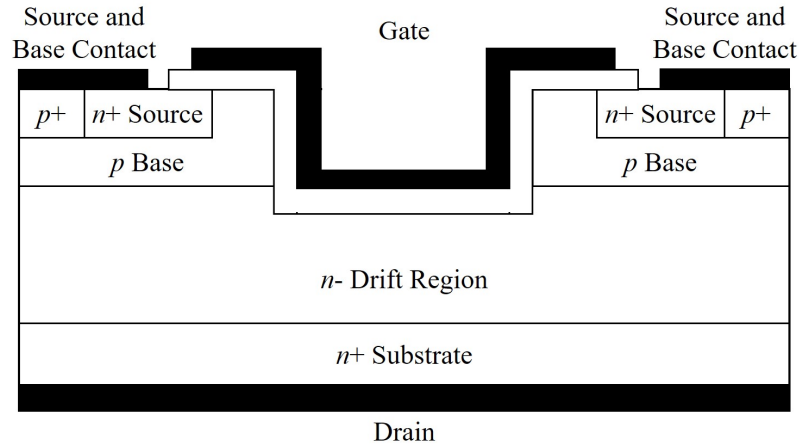 Source and
Base Contact
Gate
Source and
Base Contact
p+
n+ Source
n+ Source
p+
p Base
p Base
n- Drift Region
n+ Substrate
Drain